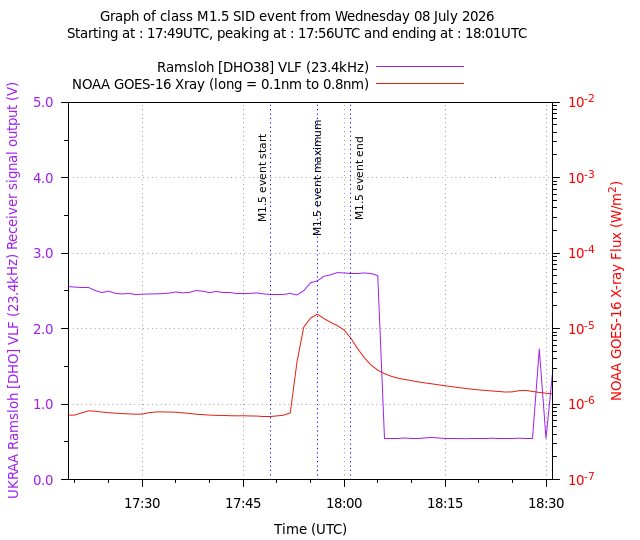 Graph of class M1.5 SID event from Wednesday 08 July 2026
Starting at : 17:49UTC, peaking at : 17:56UTC and ending at : 18:01UTC
Ramsloh [DHO38] VLF (23.4kHz)
NOAA GOES-16 Xray (long = 0.1nm to 0.8nm)
UKRAA Ramsloh [DHO] VLF (23.4kHz) Receiver signal output (V)
5.0
4.0
3.0
2.0
1.0
0.0
M1.5 event start
M1.5 event maximum
M1.5 event end
10-2
10-3
10-4
10-5
10-6
10-7
NOAA GOES-16 X-ray Flux (W/m2)
17:30 17:45 18:00 18:15 18:30
Time (UTC)